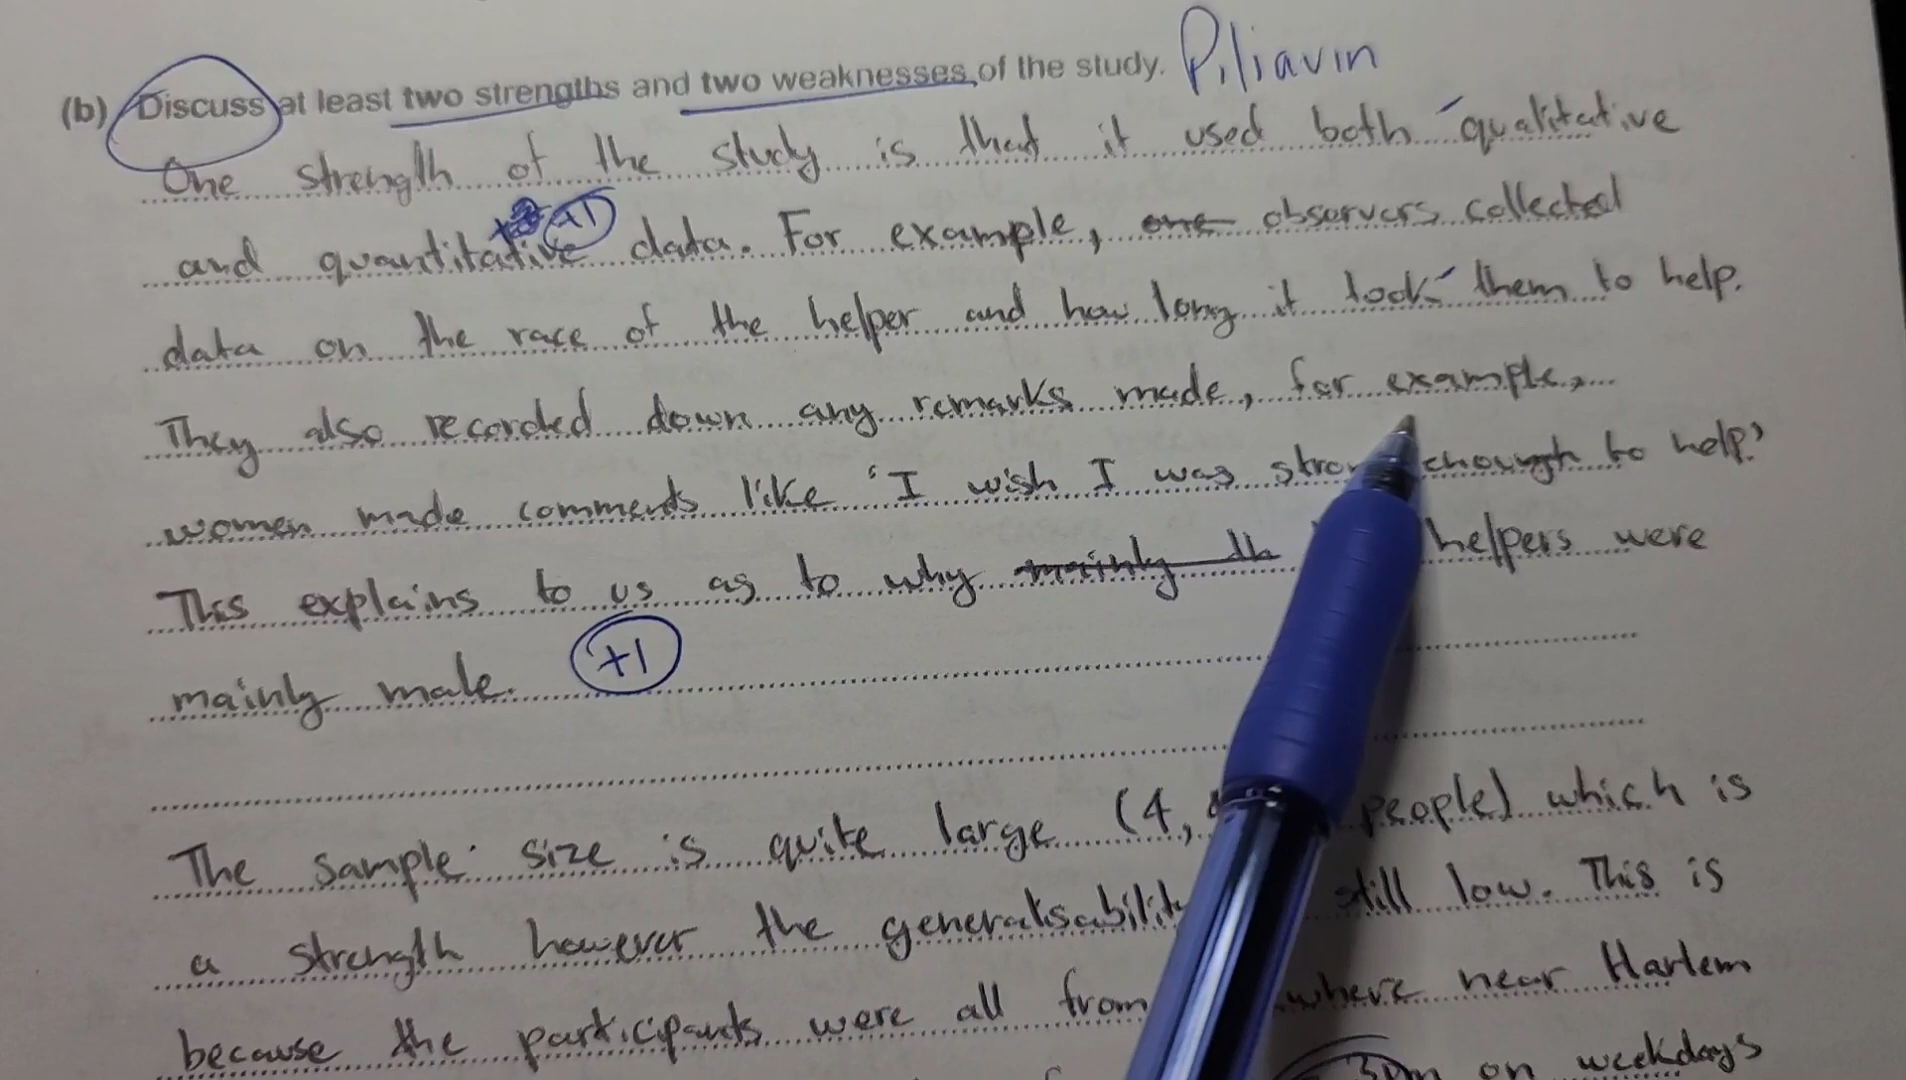 (b) Discuss at least two strengths and two weaknesses of the study. Piliavin
One strength of the study is that it used both qualitative
and quantitative +1 data. For example, one observers collected
data on the race of the helper and how long it took them to help.
They also recorded down any remarks made, for example,
women made comments like 'I wish I was enough to help.'
This explains to us as to why mainly th helpers were
mainly male. +1
The sample size is quite large (4, people) which is
a strength however the still low. This is
because the participants were all from where near Harlem
3pm on weekdays